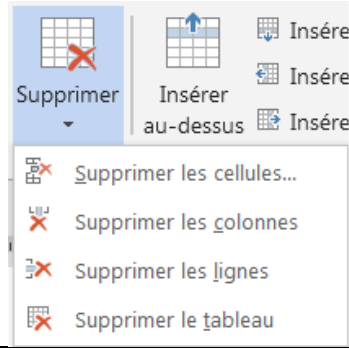 Supprimer
Insérer
au-dessus
Insére
Insére
Insére
Supprimer les cellules...
Supprimer les colonnes
Supprimer les lignes
Supprimer le tableau